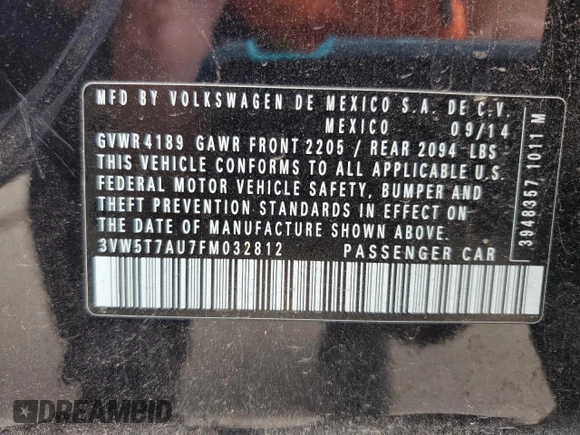 MFD BY VOLKSWAGEN DE MEXICO S.A. DE C.V.
MEXICO 09/14
GVWR 4189 GAWR FRONT 2205 / REAR 2094 LBS
THIS VEHICLE CONFORMS TO ALL APPLICABLE U.S.
FEDERAL MOTOR VEHICLE SAFETY, BUMPER AND
THEFT PREVENTION STANDARDS IN EFFECT ON
THE DATE OF MANUFACTURE SHOWN ABOVE.
3VW5T7AU7FM032812 PASSENGER CAR
39483571 1011 M
DREAMBID